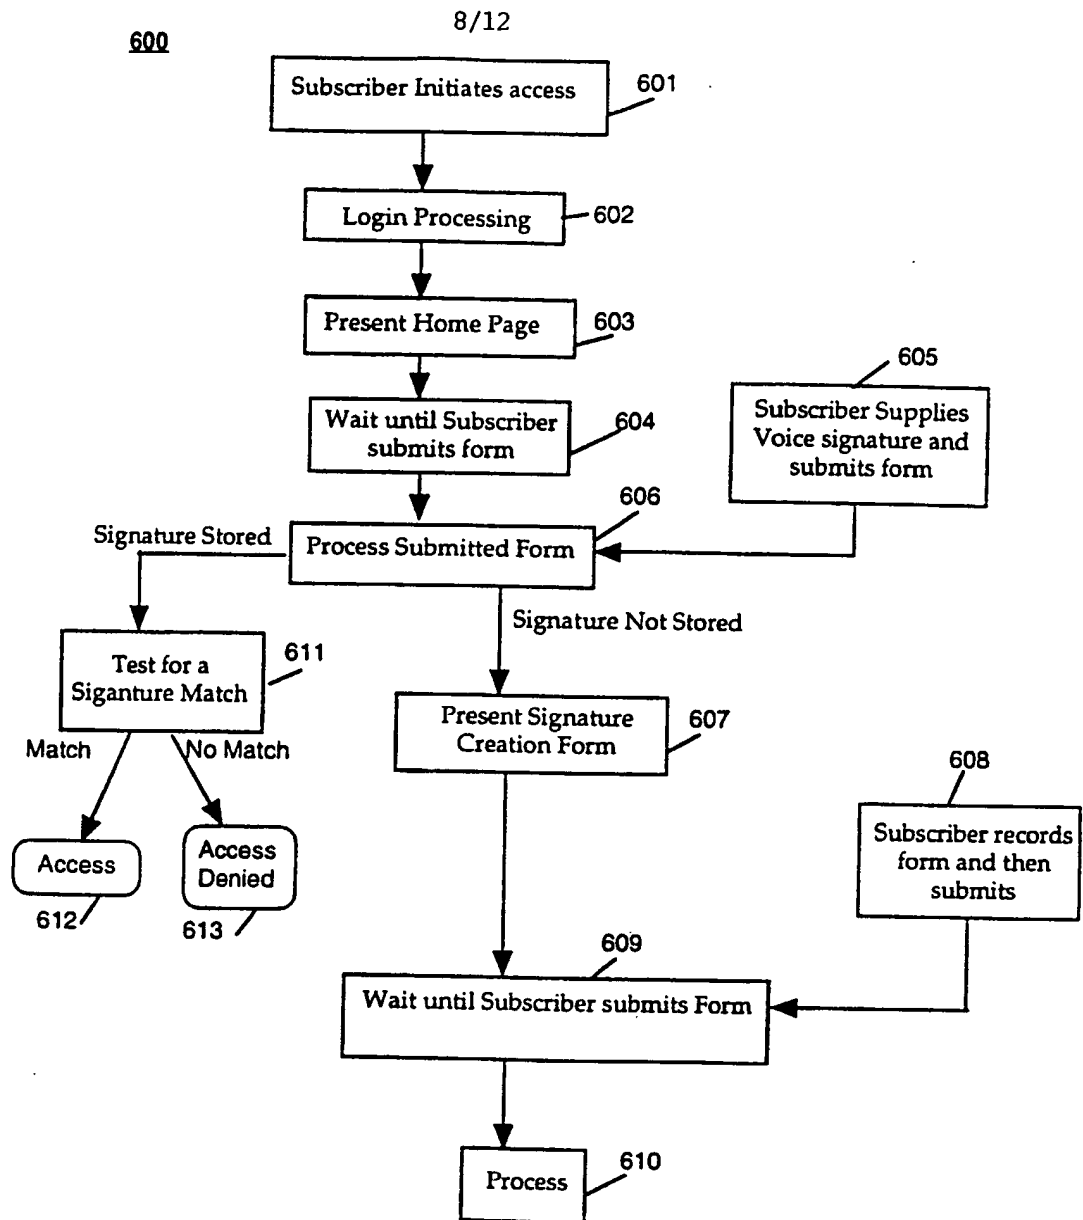 8/12
600
Subscriber Initiates access
601
Login Processing
602
Present Home Page
603
Wait until Subscriber
submits form
604
605
Subscriber Supplies
Voice signature and
submits form
606
Process Submitted Form
Signature Stored
Signature Not Stored
Test for a
Siganture Match
611
Match
No Match
Access
612
Access
Denied
613
Present Signature
Creation Form
607
608
Subscriber records
form and then
submits
609
Wait until Subscriber submits Form
Process
610